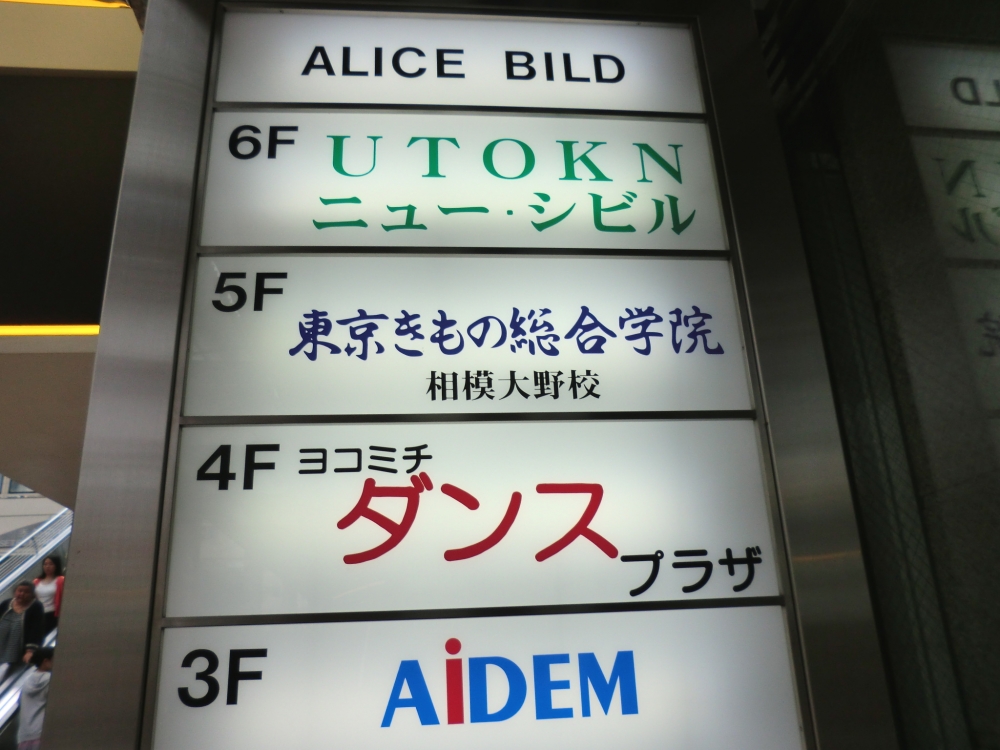 ALICE BILD
6F UTOKN
ニュー・シビル
5F
東京きもの総合学院
相模大野校
4F ヨコミチ
ダンス
プラザ
3F AiDEM